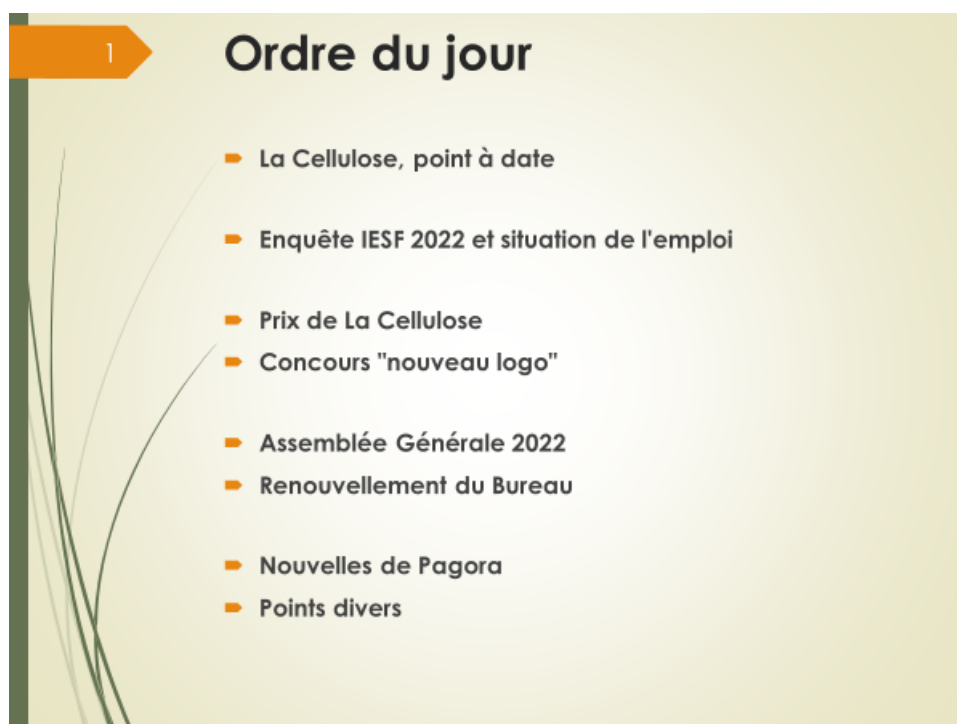 1
Ordre du jour
La Cellulose, point à date
Enquête IESF 2022 et situation de l'emploi
Prix de La Cellulose
Concours "nouveau logo"
Assemblée Générale 2022
Renouvellement du Bureau
Nouvelles de Pagora
Points divers